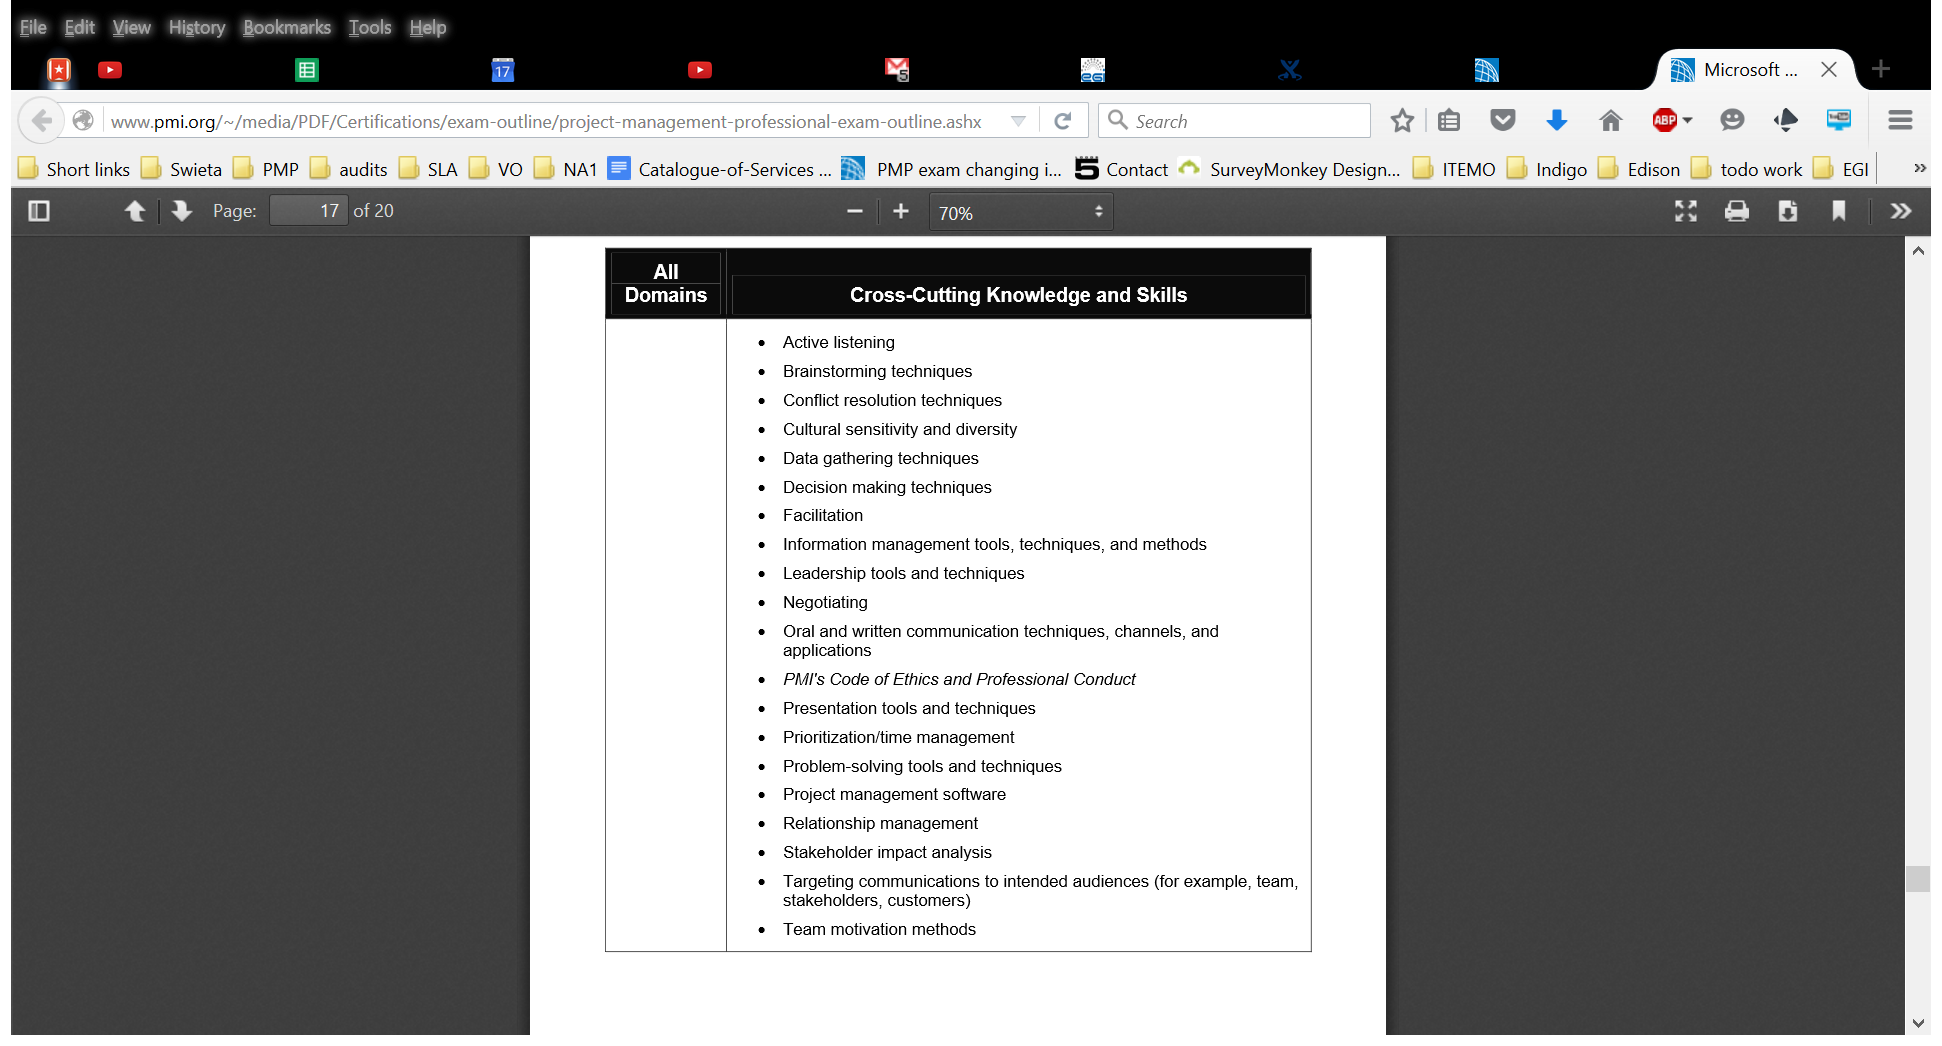 File Edit View History Bookmarks Tools Help
17 5 Microsoft ...
www.pmi.org/~/media/PDF/Certifications/exam-outline/project-management-professional-exam-outline.ashx Search ABP
Short links Swieta PMP audits SLA VO NA1 Catalogue-of-Services ... PMP exam changing i... 5 Contact SurveyMonkey Design... ITEMO Indigo Edison todo work EGI
Page: 17 of 20 70%
All
Domains Cross-Cutting Knowledge and Skills
• Active listening
• Brainstorming techniques
• Conflict resolution techniques
• Cultural sensitivity and diversity
• Data gathering techniques
• Decision making techniques
• Facilitation
• Information management tools, techniques, and methods
• Leadership tools and techniques
• Negotiating
• Oral and written communication techniques, channels, and
applications
• PMI's Code of Ethics and Professional Conduct
• Presentation tools and techniques
• Prioritization/time management
• Problem-solving tools and techniques
• Project management software
• Relationship management
• Stakeholder impact analysis
• Targeting communications to intended audiences (for example, team,
stakeholders, customers)
• Team motivation methods